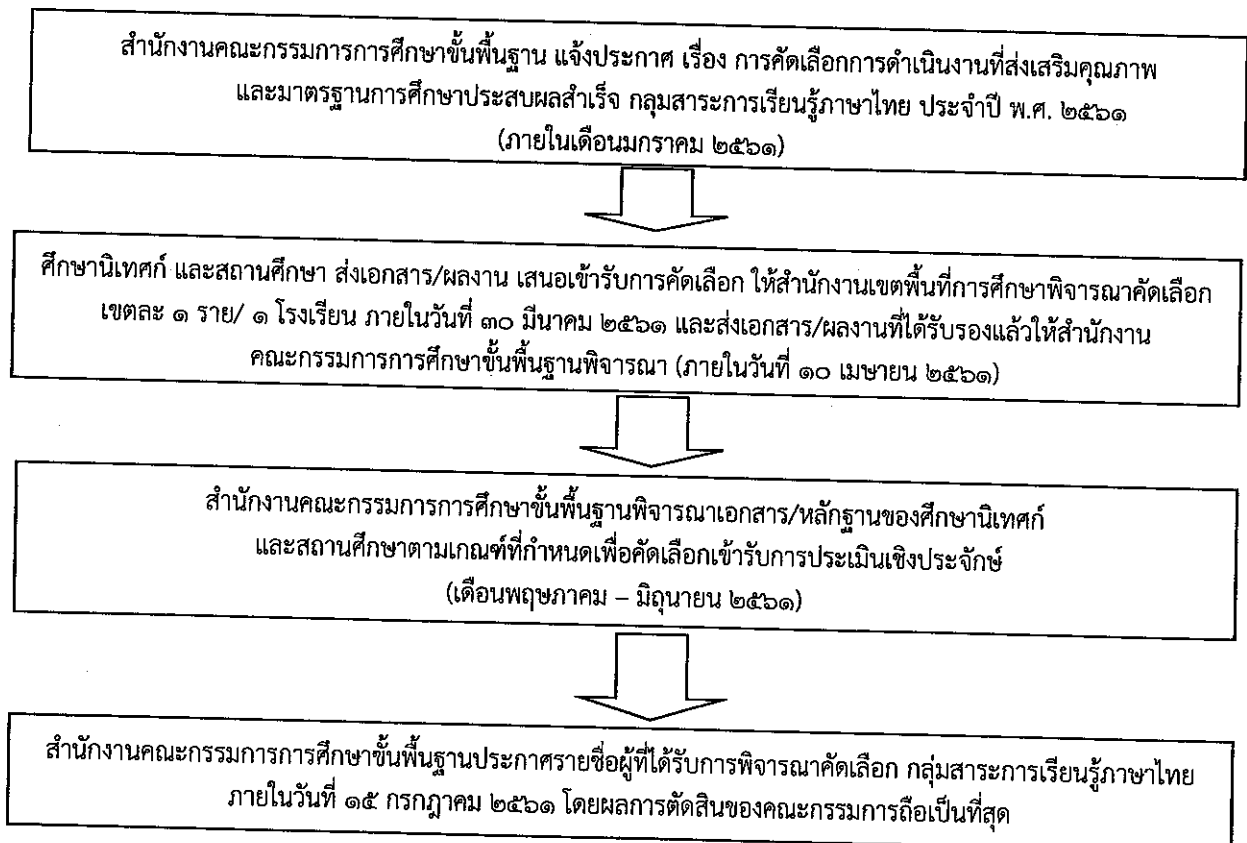 สำนักงานคณะกรรมการการศึกษาขั้นพื้นฐาน แจ้งประกาศ เรื่อง การคัดเลือกการดำเนินงานที่ส่งเสริมคุณภาพ
และมาตรฐานการศึกษาประสบผลสำเร็จ กลุมสาระการเรียนรู้ภาษาไทย ประจำปี พ.ศ. ๒๕๖๑
(ภายในเดือนมกราคม ๒๕๖๑)
ศึกษานิเทศก์ และสถานศึกษา ส่งเอกสาร/ผลงาน เสนอเข้ารับการคัดเลือก ให้สำนักงานเขตพื้นที่การศึกษาพิจารณาคัดเลือก
เขตละ ๑ ราย/ ๑ โรงเรียน ภายในวันที่ ๓๐ มีนาคม ๒๕๖๑ และส่งเอกสาร/ผลงานที่ได้รับรองแล้วให้สำนักงาน
คณะกรรมการการศึกษาขั้นพื้นฐานพิจารณา (ภายในวันที่ ๑๐ เมษายน ๒๕๖๑)
สำนักงานคณะกรรมการการศึกษาขั้นพื้นฐานพิจารณาเอกสาร/หลักฐานของศึกษานิเทศก์
และสถานศึกษาตามเกณฑ์ที่กำหนดเพื่อคัดเลือกเข้ารับการประเมินเชิงประจักษ์
(เดือนพฤษภาคม – มิถุนายน ๒๕๖๑)
สำนักงานคณะกรรมการการศึกษาขั้นพื้นฐานประกาศรายชื่อผู้ที่ได้รับการพิจารณาคัดเลือก กลุ่มสาระการเรียนรู้ภาษาไทย
ภายในวันที่ ๑๕ กรกฎาคม ๒๕๖๑ โดยผลการตัดสินของคณะกรรมการถือเป็นที่สุด